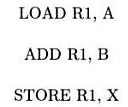 LOAD R1, A
ADD R1, B
STORE R1, X